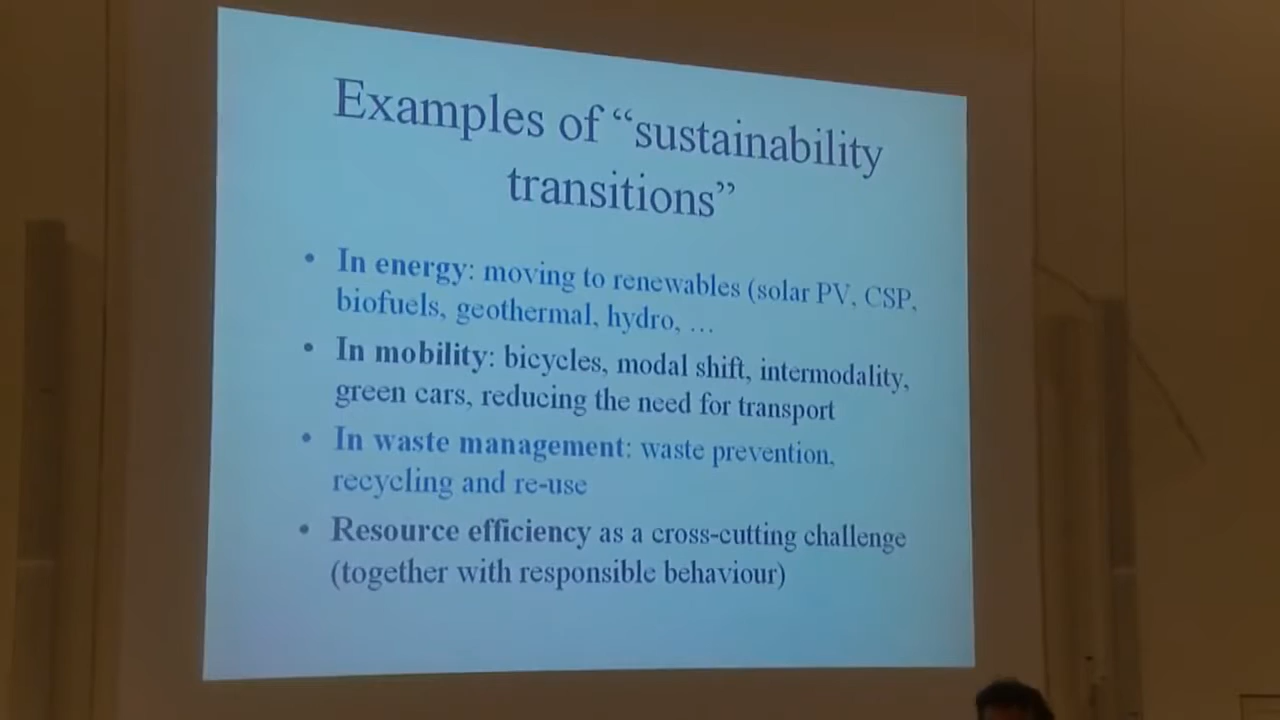 Examples of “sustainability
transitions”
• In energy: moving to renewables (solar PV, CSP,
biofuels, geothermal, hydro, …
• In mobility: bicycles, modal shift, intermodality,
green cars, reducing the need for transport
• In waste management: waste prevention,
recycling and re-use
• Resource efficiency as a cross-cutting challenge
(together with responsible behaviour)